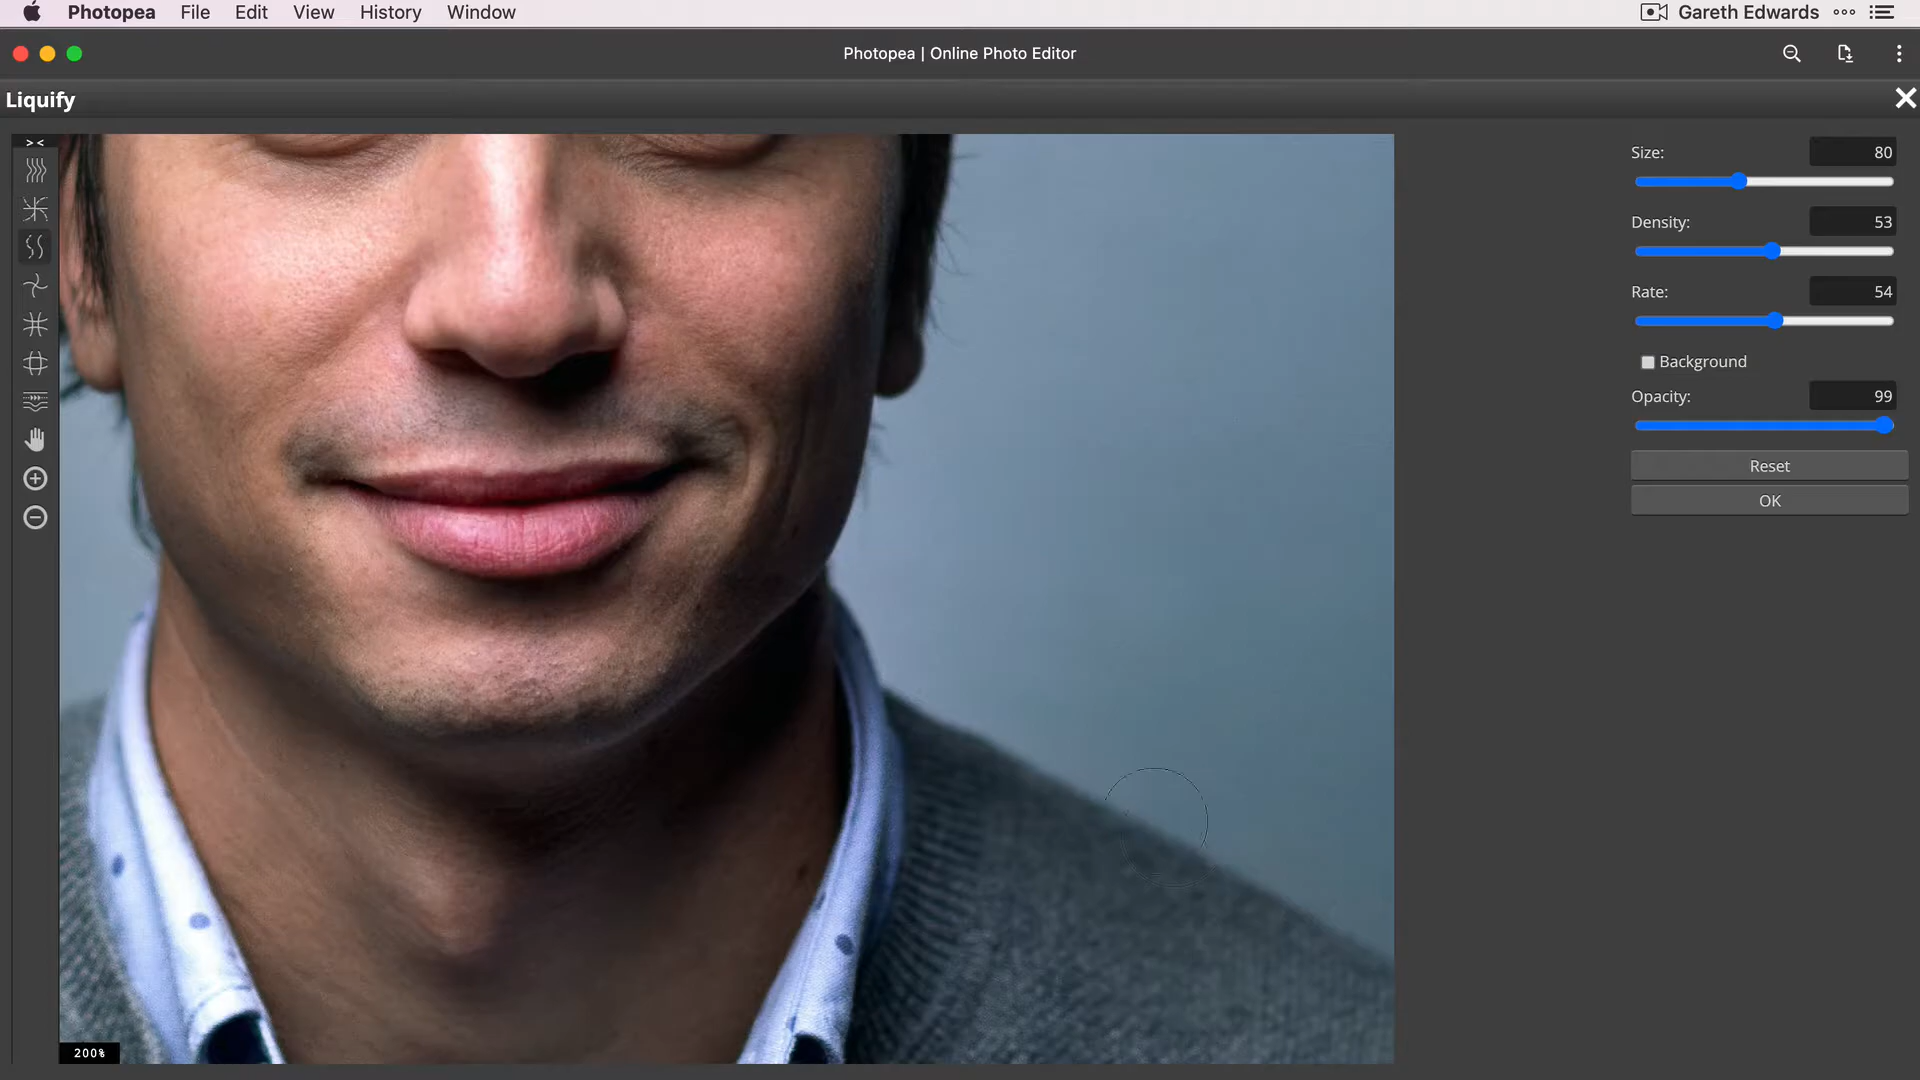 Photopea File Edit View History Window Gareth Edwards
Photopea | Online Photo Editor
Liquify
Size: 80
Density: 53
Rate: 54
Background
Opacity: 99
Reset
OK
200%